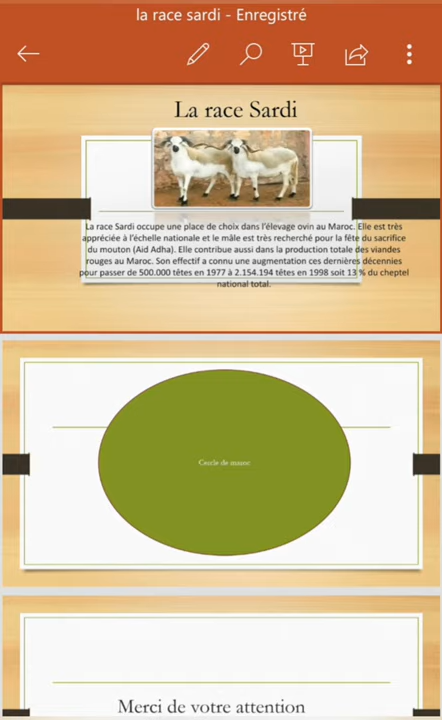 la race sardi - Enregistré
La race Sardi
La race Sardi occupe une place de choix dans l'élevage ovin au Maroc. Elle est très
appréciée à l'échelle nationale et le mâle est très recherché pour la fête du sacrifice
du mouton (Aid Adha). Elle contribue aussi dans la production totale des viandes
rouges au Maroc. Son effectif a connu une augmentation ces dernières décennies
pour passer de 500.000 têtes en 1977 à 2.154.194 têtes en 1998 soit 13 % du cheptel
national total.
Cercle de
Merci de votre attention